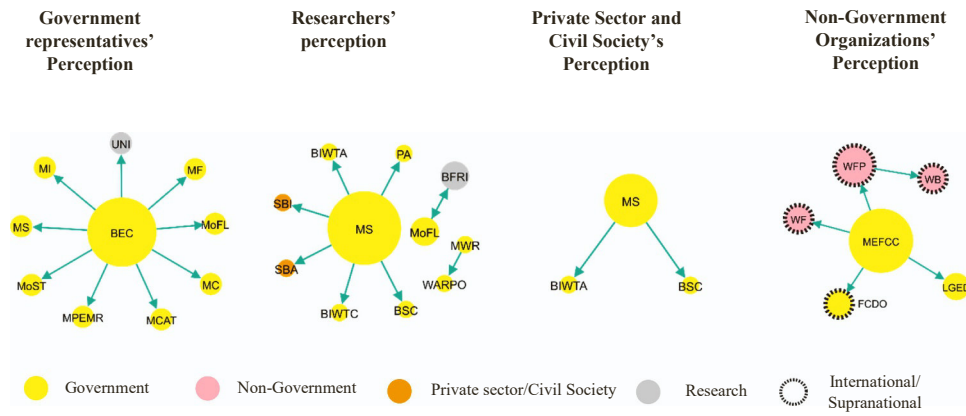 Government
representatives’
Perception
Researchers’
perception
Private Sector and
Civil Society’s
Perception
Non-Government
Organizations’
Perception
UNI
MI
MF
MS
BEC
MoFL
MoST
MC
MPEMR
MCAT
BIWTA
PA
BFRI
SBI
MS
MoFL
MWR
SBA
WARPO
BIWTC
BSC
MS
BIWTA
BSC
WFP
WB
WF
MEFCC
FCDO
LGED
Government
Non-Government
Private sector/Civil Society
Research
International/
Supranational